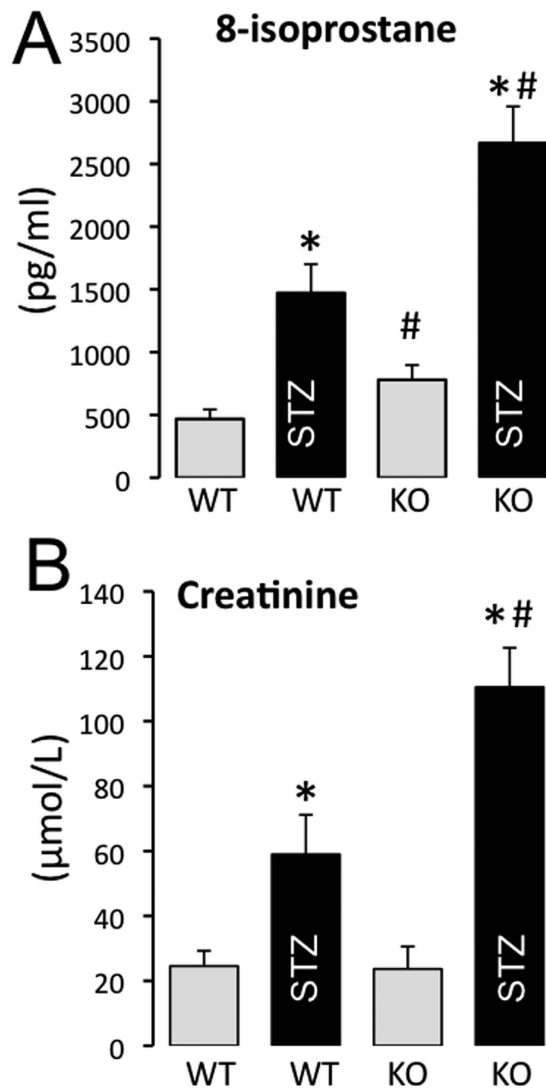 A 8-isoprostane
3500
3000
2500
2000
1500
1000
500
0
(pg/ml)
*
#
*#
STZ
STZ
WT WT KO KO
B Creatinine
140
120
100
80
60
40
20
0
(μmol/L)
*
*#
STZ
STZ
WT WT KO KO